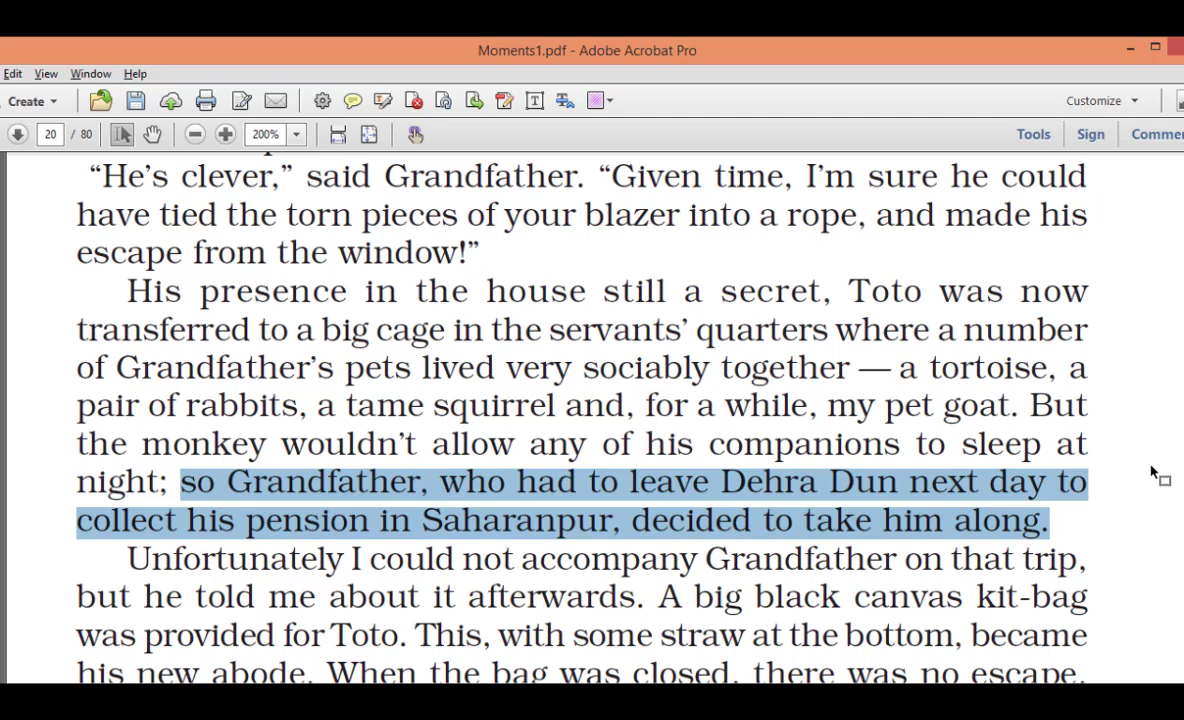 Moments1.pdf - Adobe Acrobat Pro
Edit View Window Help
Create Customize
20 / 80 200% Tools Sign Comme
“He’s clever,” said Grandfather. “Given time, I’m sure he could
have tied the torn pieces of your blazer into a rope, and made his
escape from the window!”
His presence in the house still a secret, Toto was now
transferred to a big cage in the servants’ quarters where a number
of Grandfather’s pets lived very sociably together — a tortoise, a
pair of rabbits, a tame squirrel and, for a while, my pet goat. But
the monkey wouldn’t allow any of his companions to sleep at
night; so Grandfather, who had to leave Dehra Dun next day to
collect his pension in Saharanpur, decided to take him along.
Unfortunately I could not accompany Grandfather on that trip,
but he told me about it afterwards. A big black canvas kit-bag
was provided for Toto. This, with some straw at the bottom, became
his new abode. When the bag was closed, there was no escape.